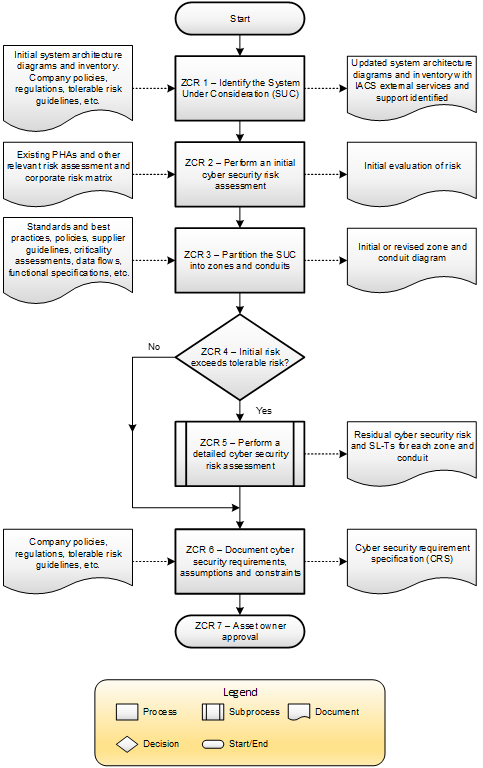 Start
Initial system architecture
diagrams and inventory.
Company policies,
regulations, tolerable risk
guidelines, etc.
ZCR 1 – Identify the System
Under Consideration (SUC)
Updated system architecture
diagrams and inventory with
IACS external services and
support identified
Existing PHAs and other
relevant risk assessment and
corporate risk matrix
ZCR 2 – Perform an initial
cyber security risk
assessment
Initial evaluation of risk
Standards and best
practices, policies, supplier
guidelines, criticality
assessments, data flows,
functional specifications, etc.
ZCR 3 – Partition the SUC
into zones and conduits
Initial or revised zone and
conduit diagram
ZCR 4 – Initial risk
exceeds tolerable risk?
No
Yes
ZCR 5 – Perform a
detailed cyber security
risk assessment
Residual cyber security risk
and SL-Ts for each zone and
conduit
Company policies,
regulations, tolerable risk
guidelines, etc.
ZCR 6 – Document cyber
security requirements,
assumptions and constraints
Cyber security requirement
specification (CRS)
ZCR 7 – Asset owner
approval
Legend
Process
Subprocess
Document
Decision
Start/End